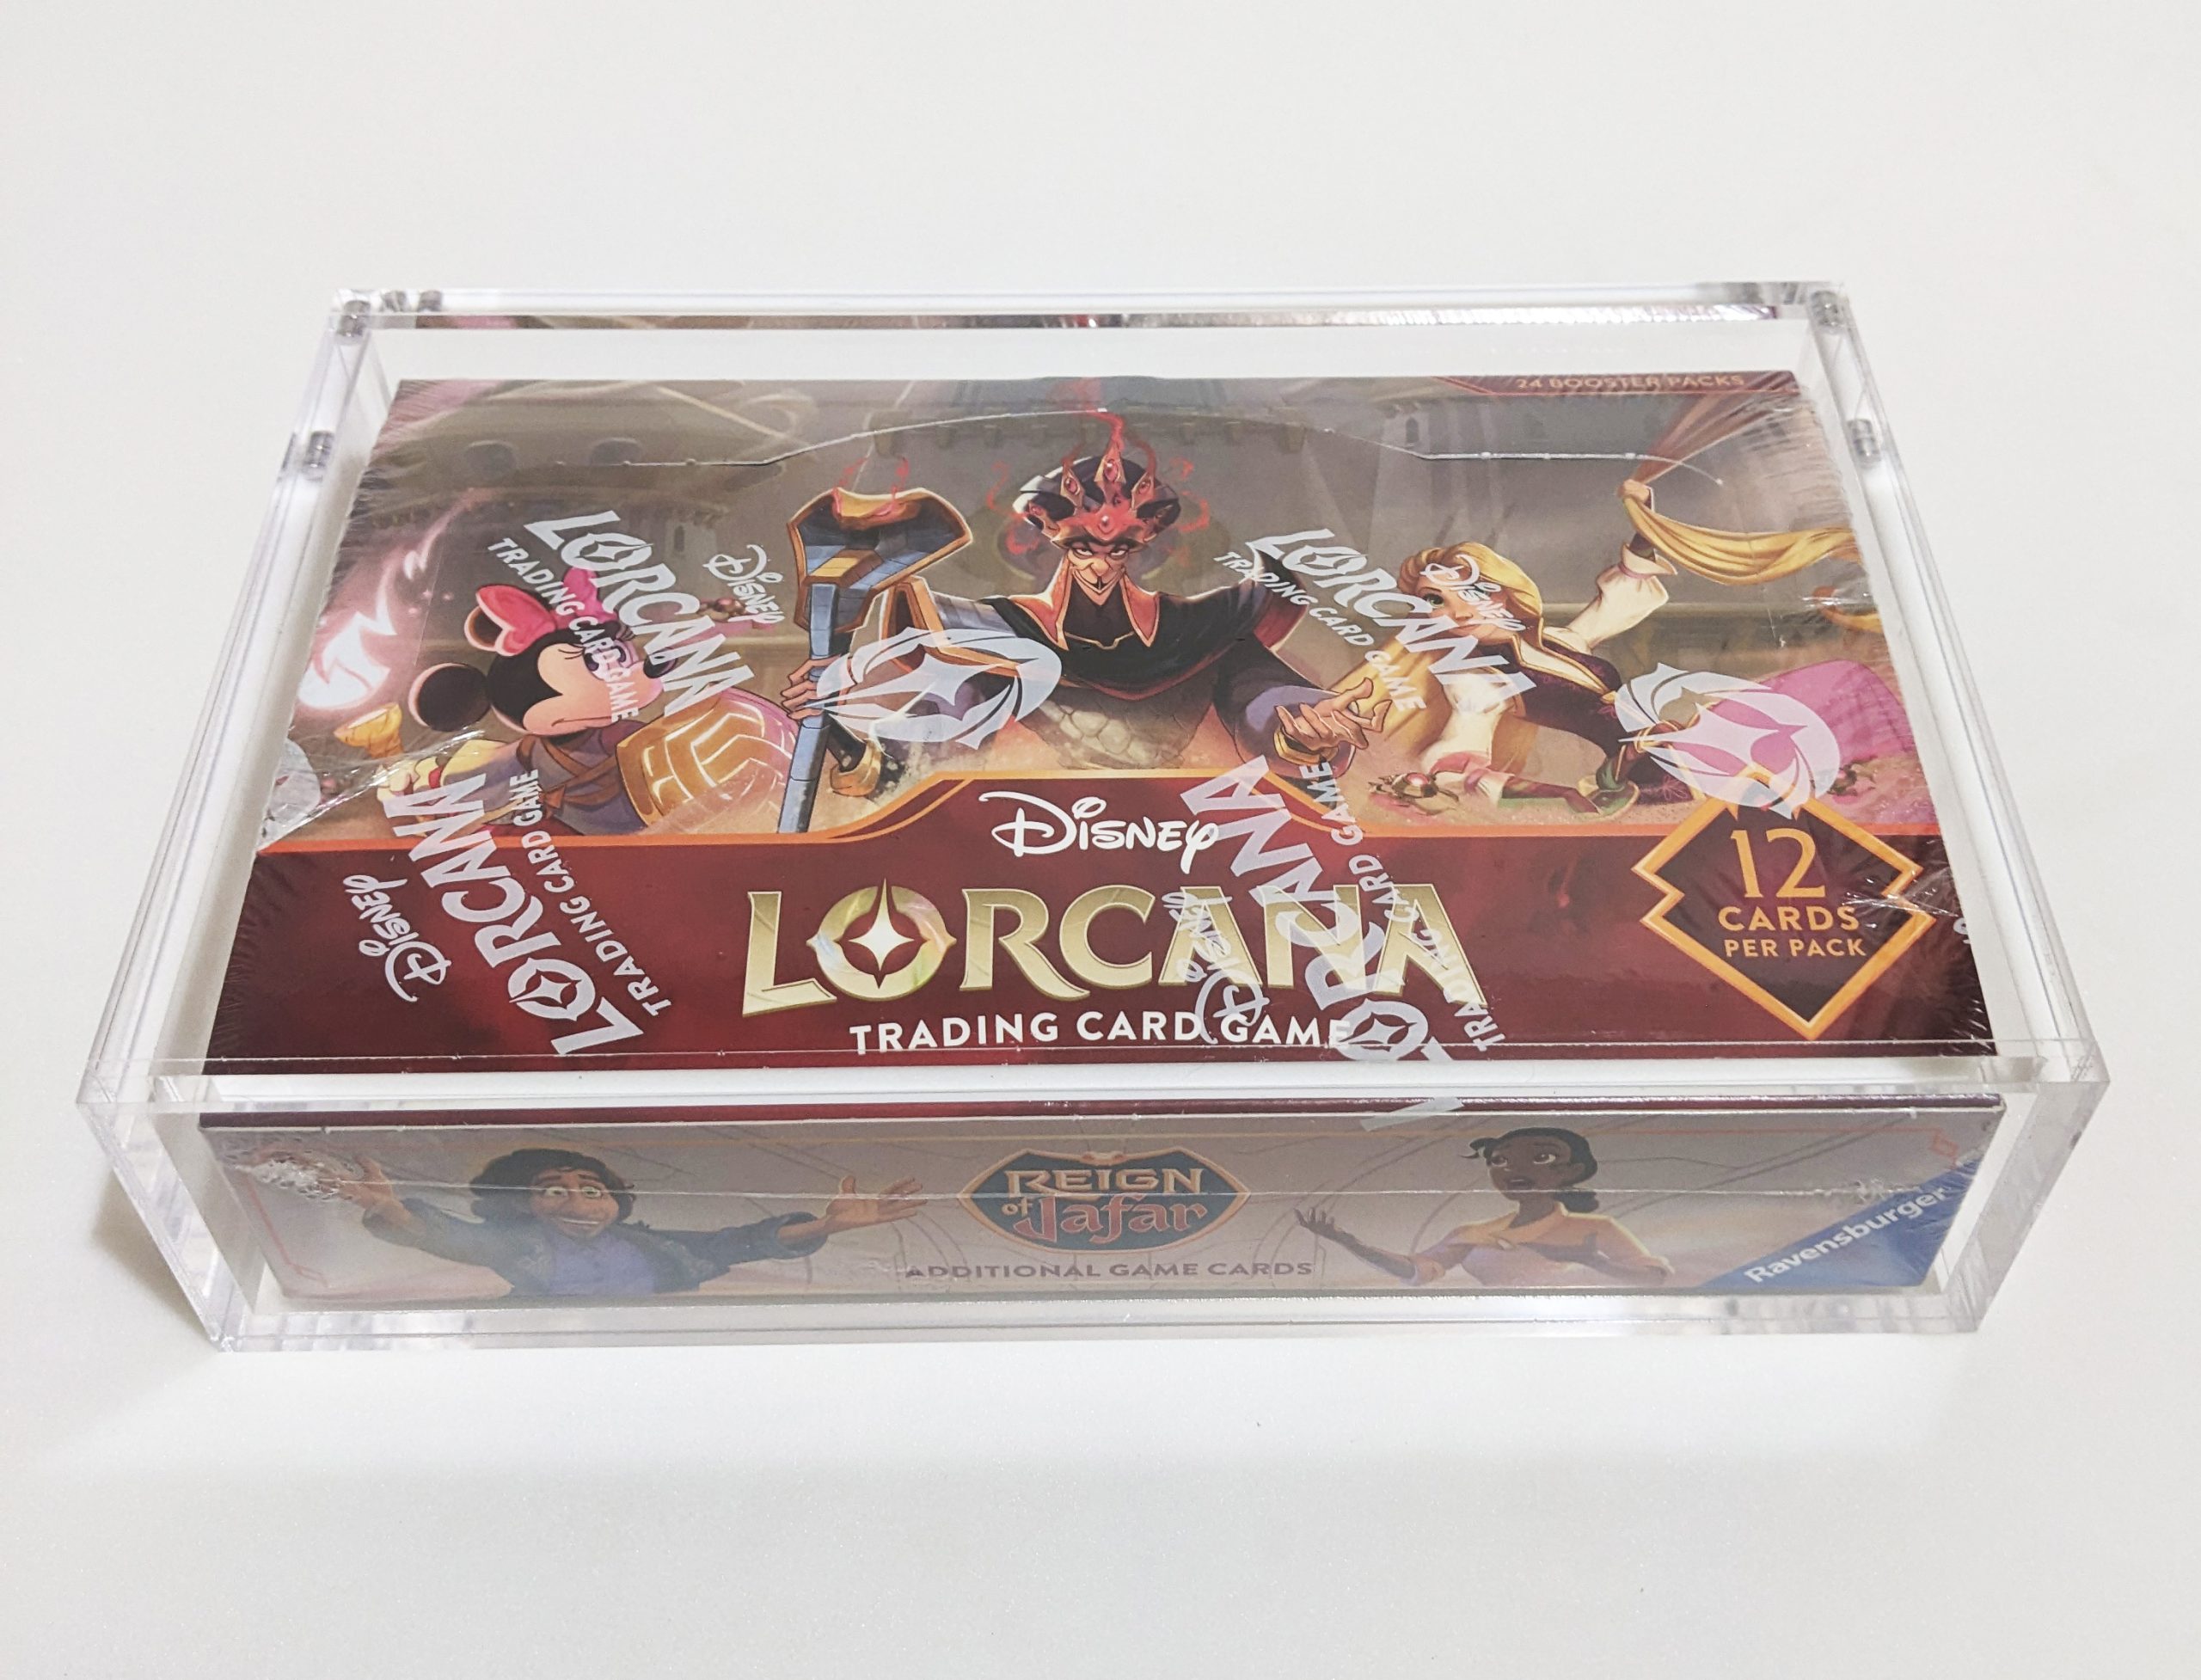 24 BOOSTER PACKS
LORCANA
TRADING CARD GAME
DISNEY
TRADING CARD GAME
LORCANA
TRADING CARD GAME
DISNEY
DISNEY
LORCANA
TRADING CARD GAME
DISNEY
LORCANA
TRADING CARD GAME
DISNEY
LORCANA
TRADING CARD GAME
12
CARDS
PER PACK
REIGN
of Jafar
ADDITIONAL GAME CARDS
Ravensburger